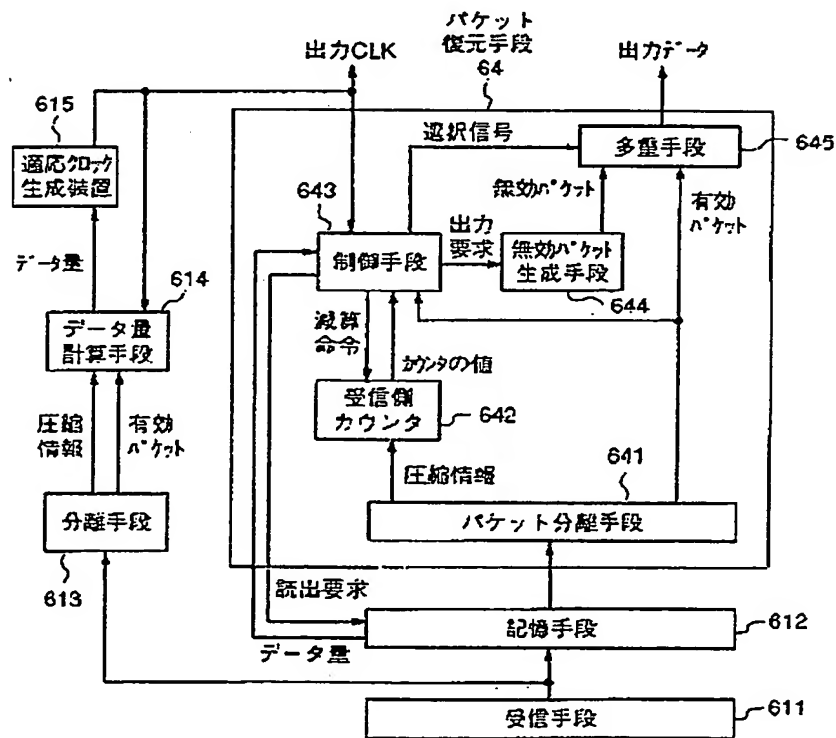 パケット
復元手段
64
出力CLK
出力データ
615
適応クロック
生成装置
選択信号
多重手段
645
無効パケット
有効
パケット
643
制御手段
出力
要求
無効パケット
生成手段
644
データ量
614
データ量
計算手段
減算
命令
カウンタの値
受信側
カウンタ
642
圧縮
情報
有効
パケット
圧縮情報
641
パケット分離手段
分離手段
613
読出要求
記憶手段
612
データ量
受信手段
611